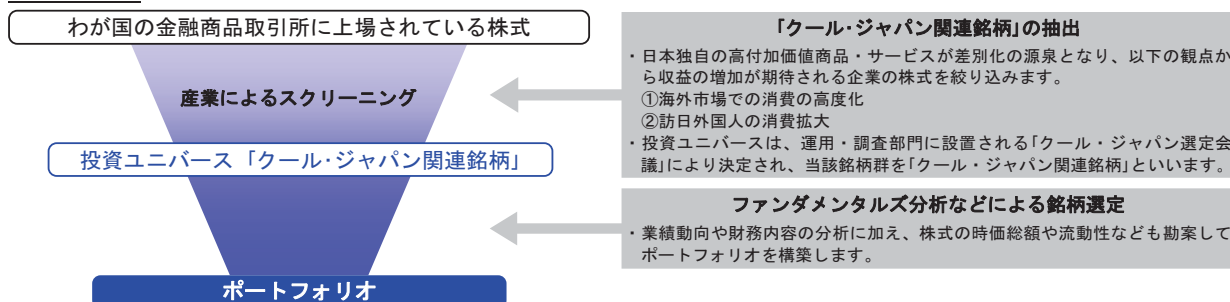 わが国の金融商品取引所に上場されている株式
産業によるスクリーニング
投資ユニバース「クール・ジャパン関連銘柄」
ポートフォリオ
「クール・ジャパン関連銘柄」の抽出
・日本独自の高付加価値商品・サービスが差別化の源泉となり、以下の観点か
ら収益の増加が期待される企業の株式を絞り込みます。
①海外市場での消費の高度化
②訪日外国人の消費拡大
・投資ユニバースは、運用・調査部門に設置される「クール・ジャパン選定会
議」により決定され、当該銘柄群を「クール・ジャパン関連銘柄」といいます。
ファンダメンタルズ分析などによる銘柄選定
・業績動向や財務内容の分析に加え、株式の時価総額や流動性なども勘案して
ポートフォリオを構築します。